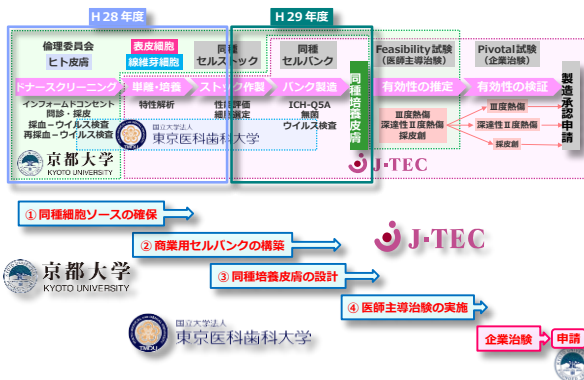 H28年度
H29年度
倫理委員会
ヒト皮膚
表皮細胞
線維芽細胞
同種
セルストック
同種
セルバンク
Feasibility試験
(医師主導治験)
Pivotal試験
(企業治験)
ドナースクリーニング
単離・培養
ストック作製
バンク製造
同種培養皮膚
有効性の推定
有効性の検証
製造承認申請
インフォームドコンセント
問診・採皮
採血−ウイルス検査
再採血−ウイルス検査
特性解析
性状評価
細胞選定
ICH-Q5A
無菌
ウイルス検査
III度熱傷
深達性II度熱傷
採皮創
III度熱傷
深達性II度熱傷
採皮創
京都大学
KYOTO UNIVERSITY
TMDU
国立大学法人
東京医科歯科大学
J-TEC
① 同種細胞ソースの確保
② 商業用セルバンクの構築
③ 同種培養皮膚の設計
④ 医師主導治験の実施
企業治験
申請
J-TEC
京都大学
KYOTO UNIVERSITY
TMDU
国立大学法人
東京医科歯科大学